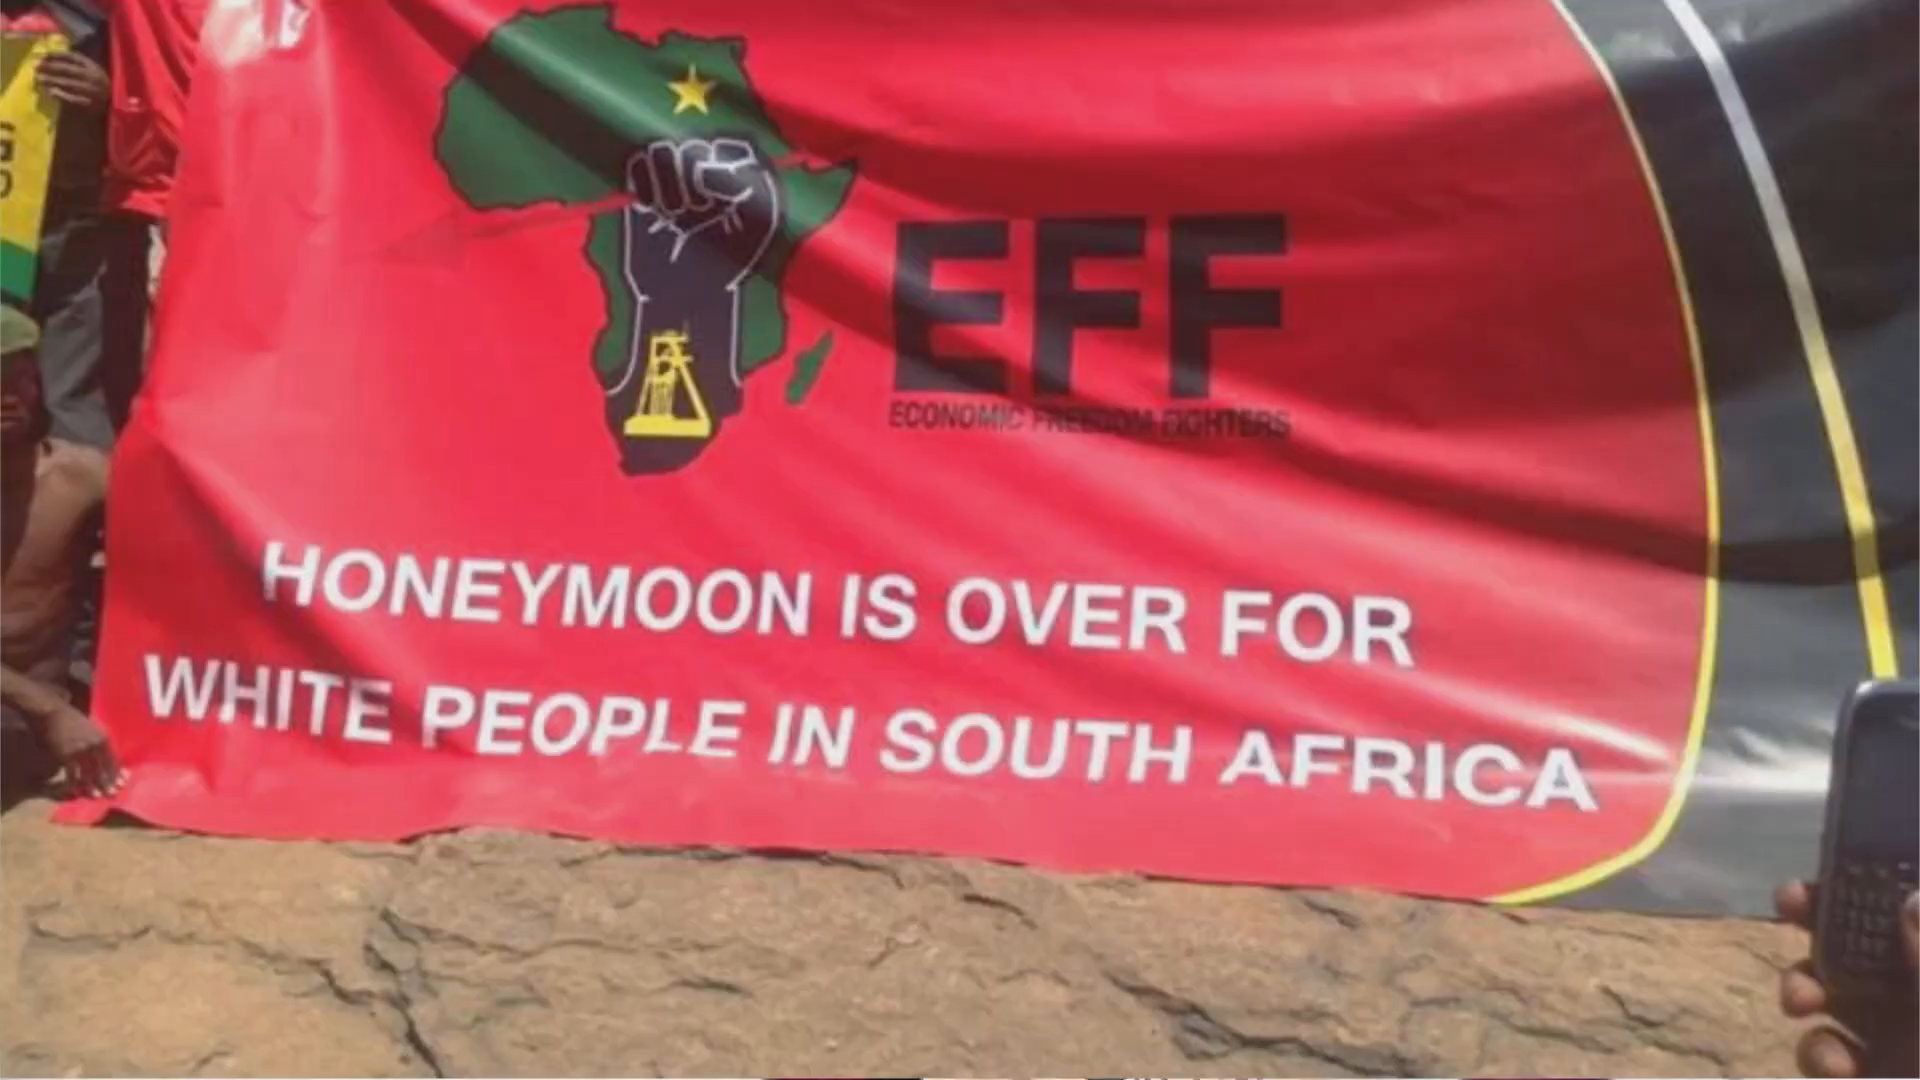 EFF
ECONOMIC FREEDOM FIGHTERS
HONEYMOON IS OVER FOR
WHITE PEOPLE IN SOUTH AFRICA